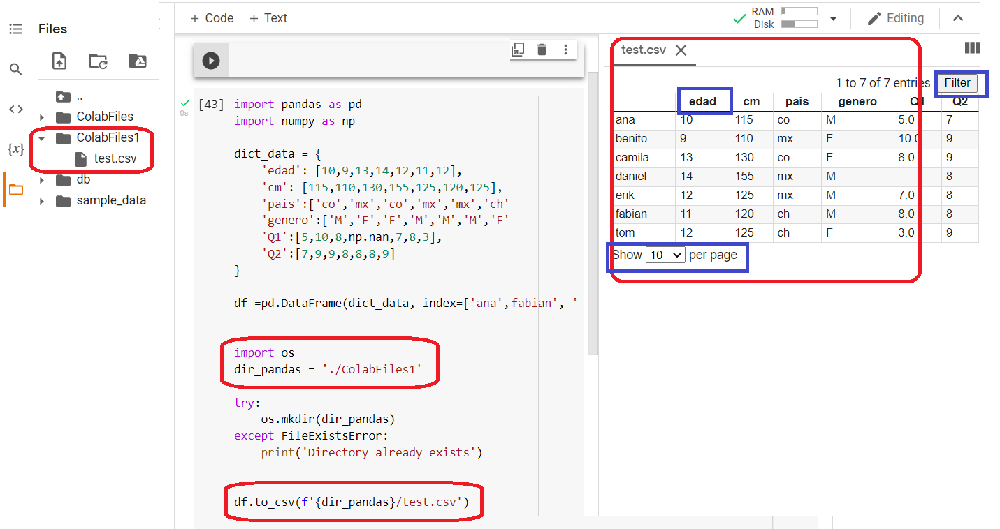 Files
..
ColabFiles
ColabFiles1
test.csv
db
sample_data
{x}
+ Code + Text
RAM
Disk
Editing
0s
[43] import pandas as pd
import numpy as np
dict_data = {
'edad': [10,9,13,14,12,11,12],
'cm': [115,110,130,155,125,120,125],
'pais':['co','mx','co','mx','mx','ch'
'genero':['M','F','F','M','M','M','F'
'Q1':[5,10,8,np.nan,7,8,3],
'Q2':[7,9,9,8,8,8,9]
}
df =pd.DataFrame(dict_data, index=['ana',fabian', '
import os
dir_pandas = './ColabFiles1'
try:
os.mkdir(dir_pandas)
except FileExistsError:
print('Directory already exists')
df.to_csv(f'{dir_pandas}/test.csv')
test.csv
1 to 7 of 7 entries Filter
edad cm pais genero Q1 Q2
ana 10 115 co M 5.0 7
benito 9 110 mx F 10.0 9
camila 13 130 co F 8.0 9
daniel 14 155 mx M 8
erik 12 125 mx M 7.0 8
fabian 11 120 ch M 8.0 8
tom 12 125 ch F 3.0 9
Show 10 per page